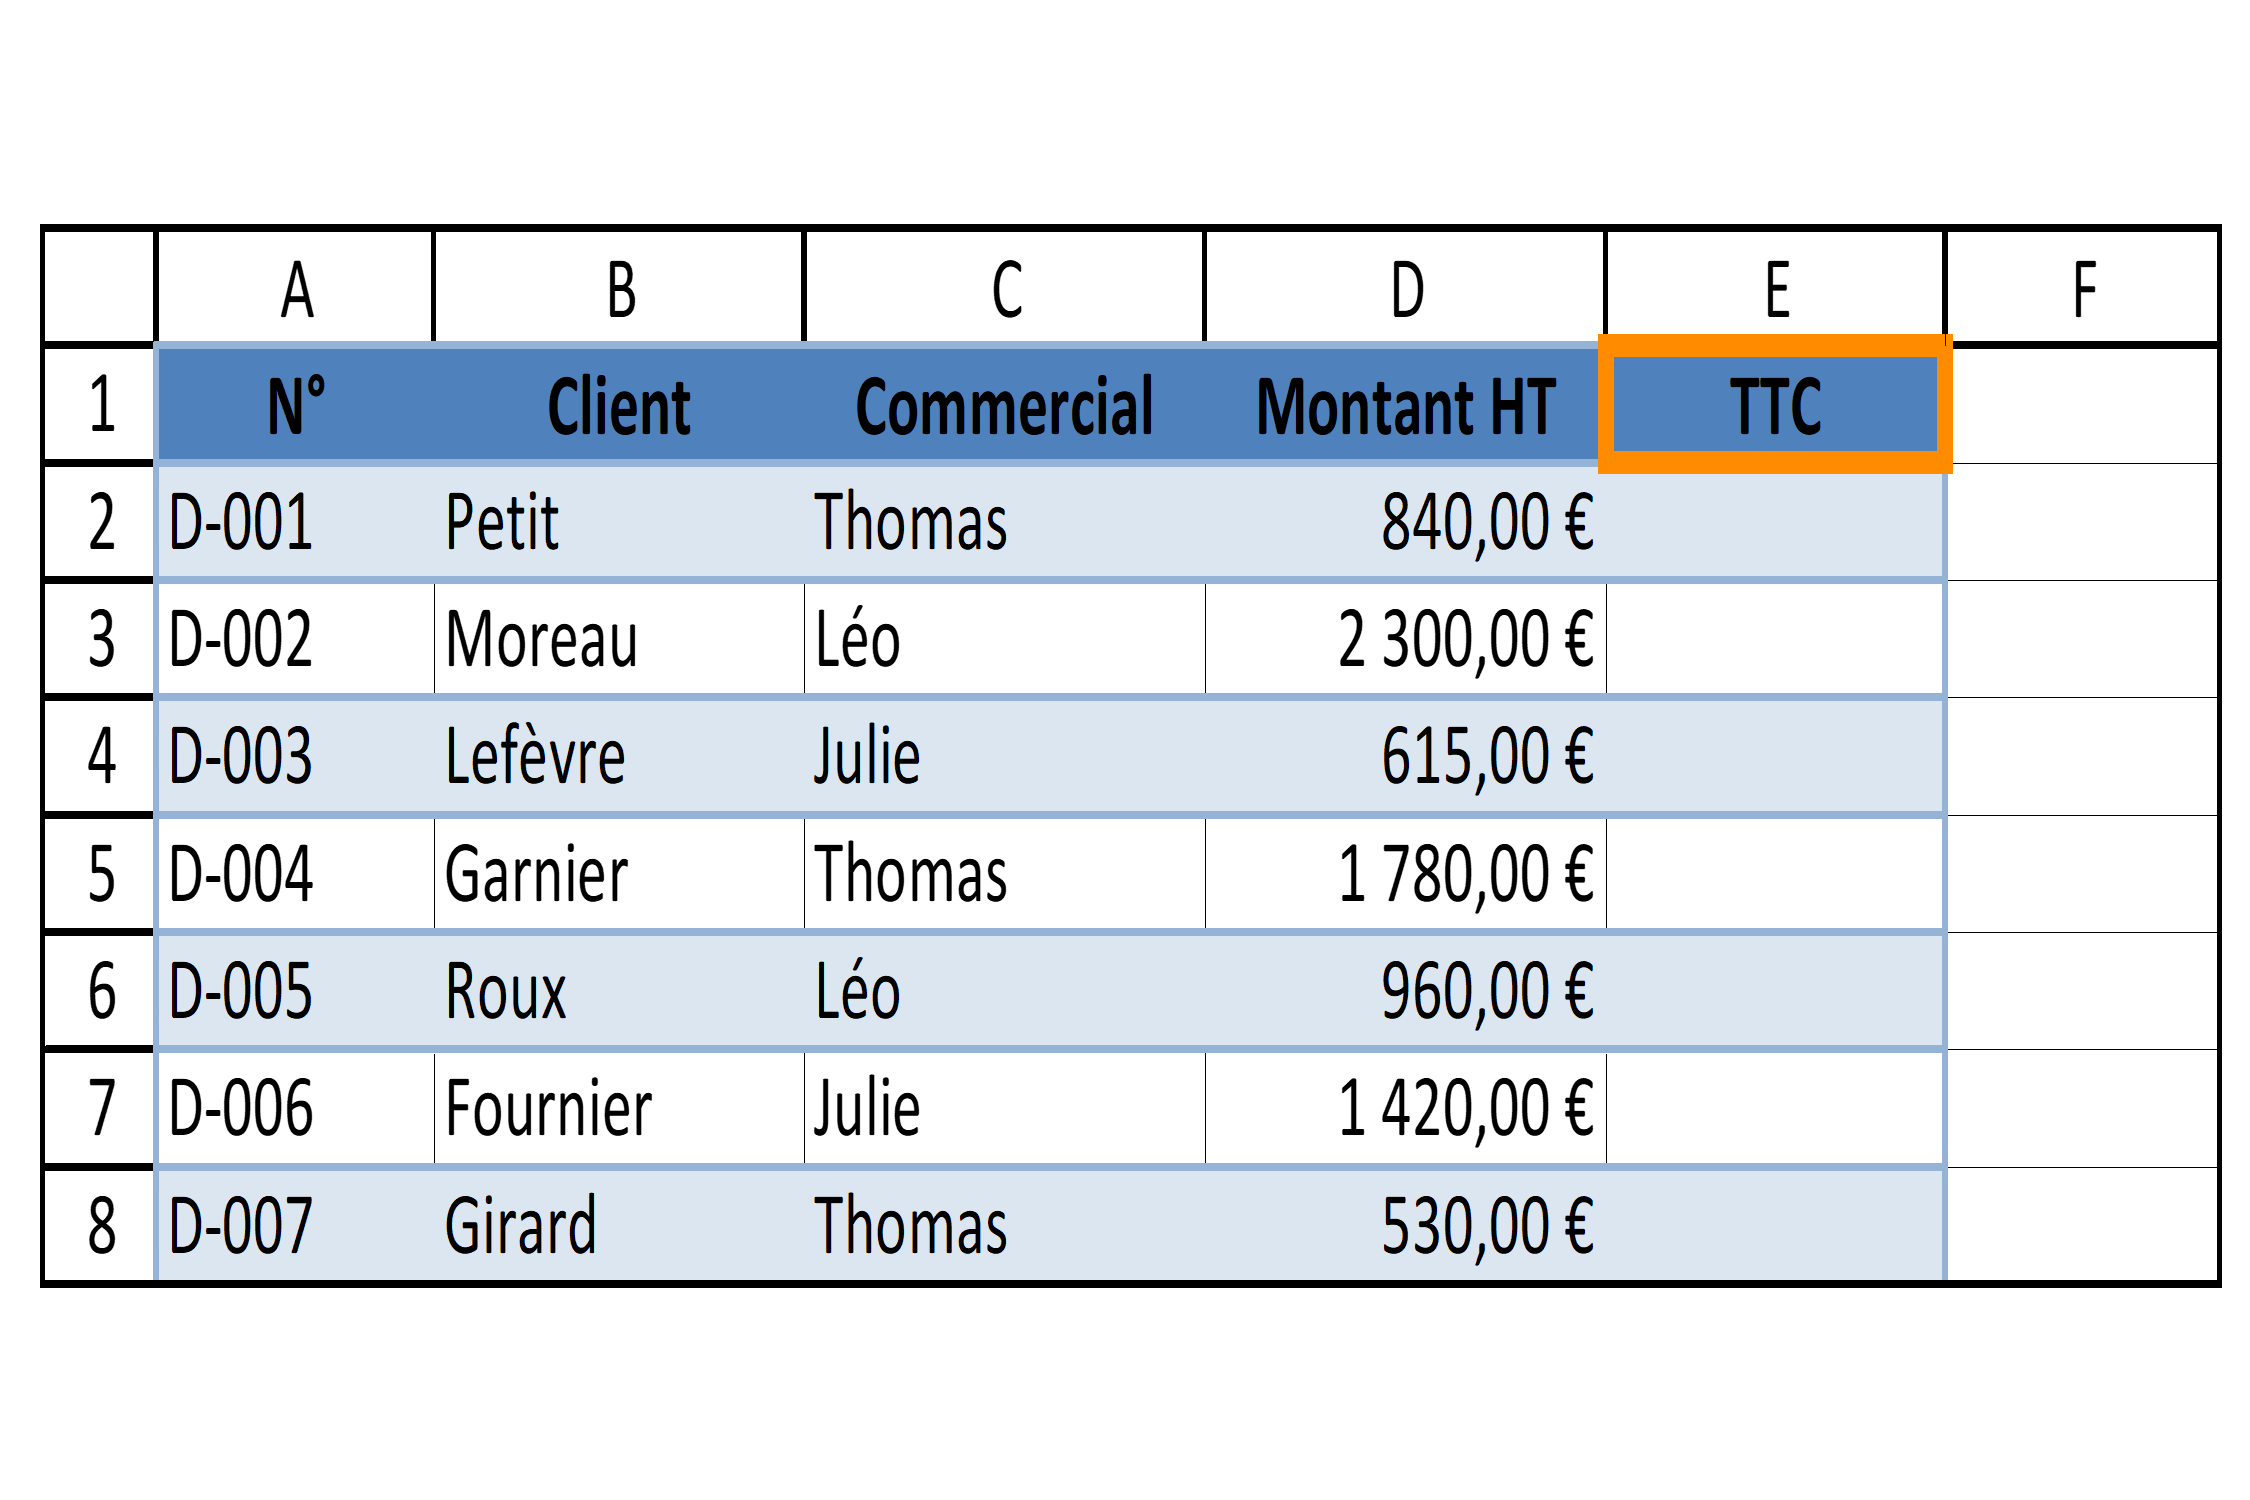 A B C D E F
1 N° Client Commercial Montant HT TTC
2 D-001 Petit Thomas 840,00 €
3 D-002 Moreau Léo 2 300,00 €
4 D-003 Lefèvre Julie 615,00 €
5 D-004 Garnier Thomas 1 780,00 €
6 D-005 Roux Léo 960,00 €
7 D-006 Fournier Julie 1 420,00 €
8 D-007 Girard Thomas 530,00 €